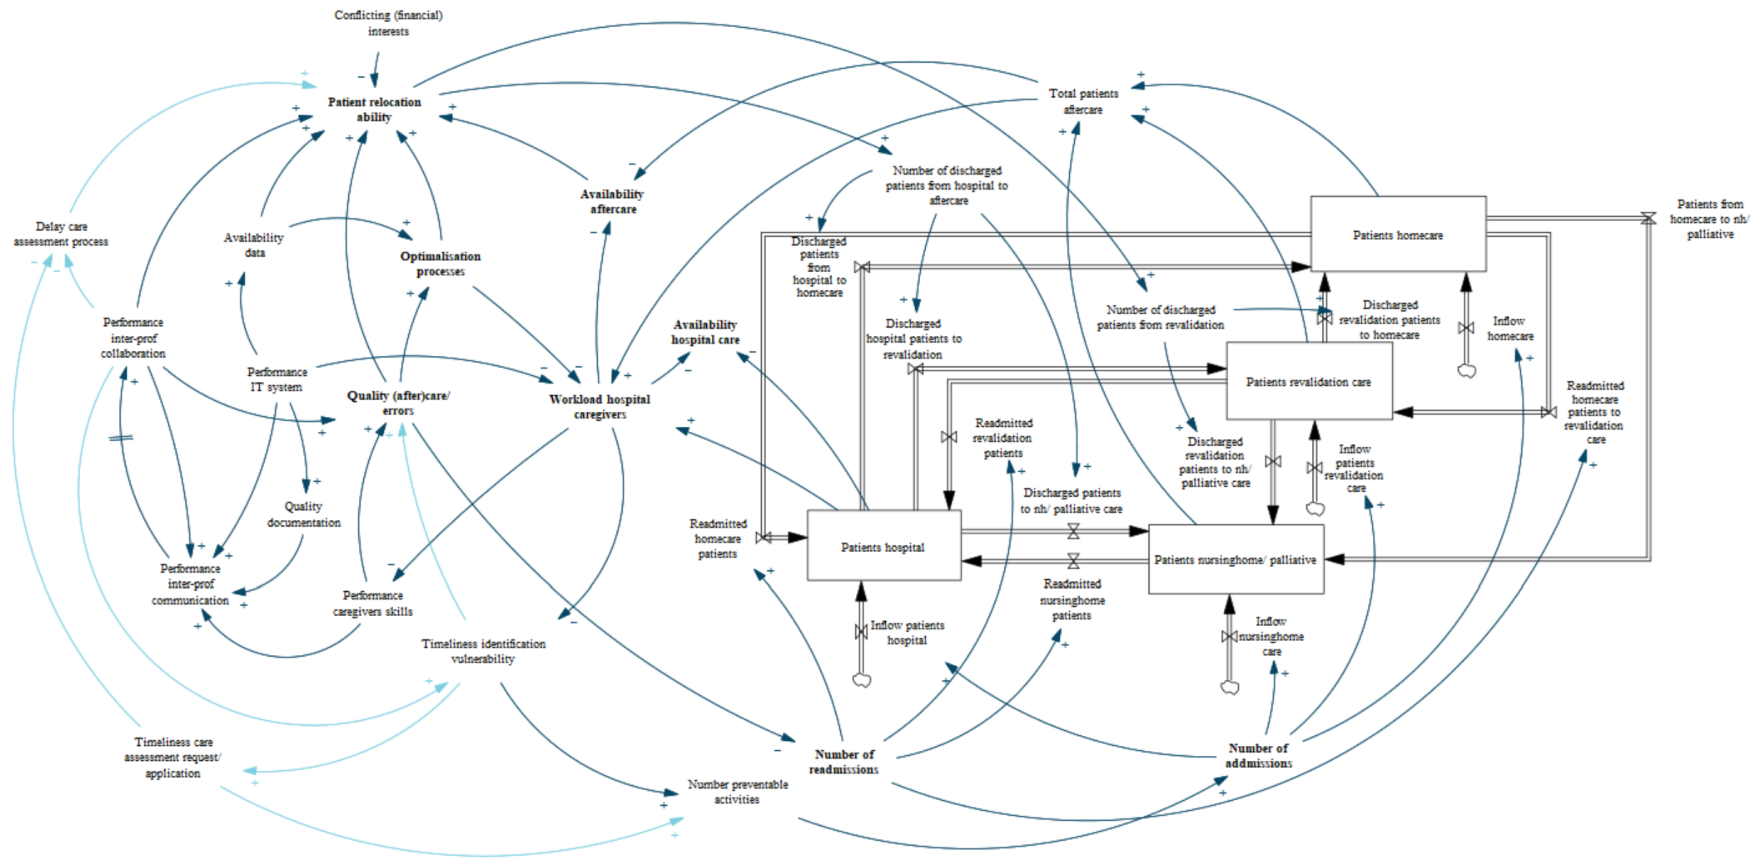 Conflicting (financial)
interests
Patient relocation
ability
Total patients
aftercare
Number of discharged
patients from hospital to
aftercare
Availability
aftercare
Patients from
homecare to nh/
palliative
Delay care
assessment process
Availability
data
Optimalisation
processes
Discharged
patients
from
hospital to
homecare
Patients homecare
Performance
inter-prof
collaboration
Availability
hospital care
Discharged
hospital patients to
revalidation
Number of discharged
patients from revalidation
Discharged
revalidation patients
to homecare
Inflow
homecare
Performance
IT system
Quality (after)care/
errors
Workload hospital
caregivers
Patients revalidation care
Readmitted
homecare
patients to
revalidation
care
Readmitted
revalidation
patients
Discharged
revalidation
patients to nh/
palliative care
Inflow
patients
revalidation
care
Quality
documentation
Discharged patients
to nh/ palliative care
Readmitted
homecare
patients
Patients hospital
Patients nursinghome/ palliative
Performance
inter-prof
communication
Performance
caregivers skills
Readmitted
nursinghome
patients
Inflow patients
hospital
Inflow
nursinghome
care
Timeliness identification
vulnerability
Timeliness care
assessment request/
application
Number of
readmissions
Number of
addmissions
Number preventable
activities